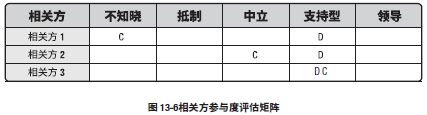 相关方 不知晓 抵制 中立 支持型 领导
相关方 1 C D
相关方 2 C D
相关方 3 D C
图 13-6相关方参与度评估矩阵